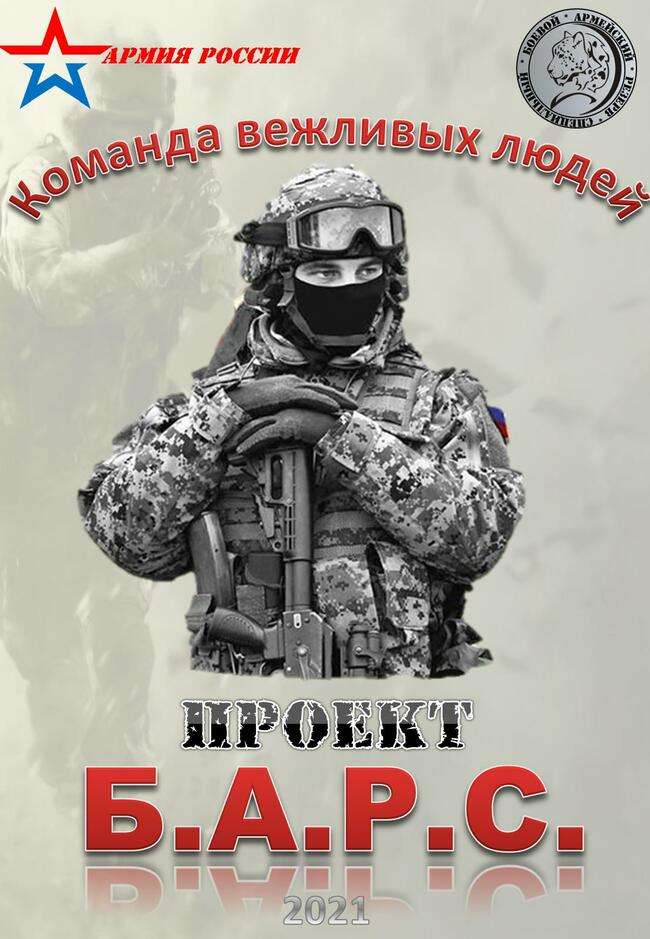 АРМИЯ РОССИИ
БОЕВОЙ · АРМЕЙСКИЙ · РЕЗЕРВ · СПЕЦИАЛЬНЫЙ
Команда вежливых людей
ПРОЕКТ
Б.А.Р.С.
2021